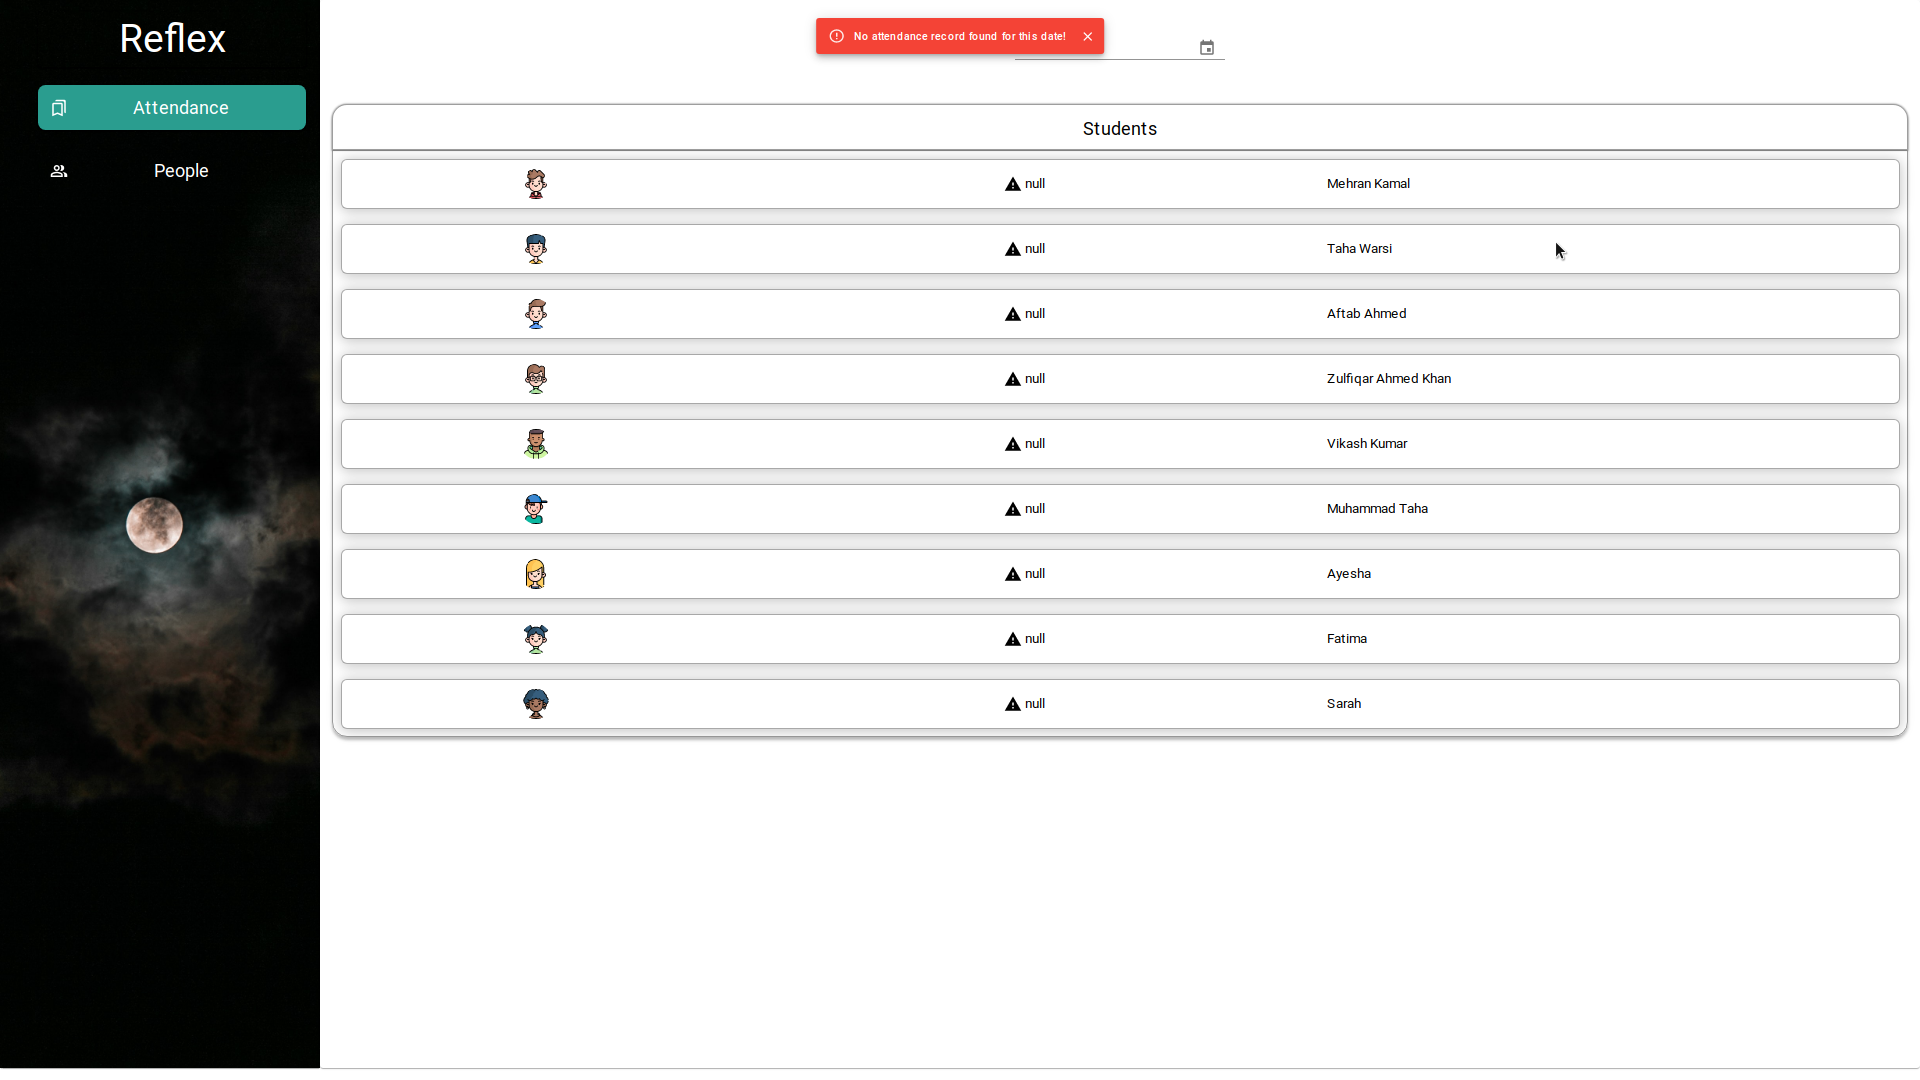 Reflex
Attendance
People
No attendance record found for this date!
Students
null Mehran Kamal
null Taha Warsi
null Aftab Ahmed
null Zulfiqar Ahmed Khan
null Vikash Kumar
null Muhammad Taha
null Ayesha
null Fatima
null Sarah